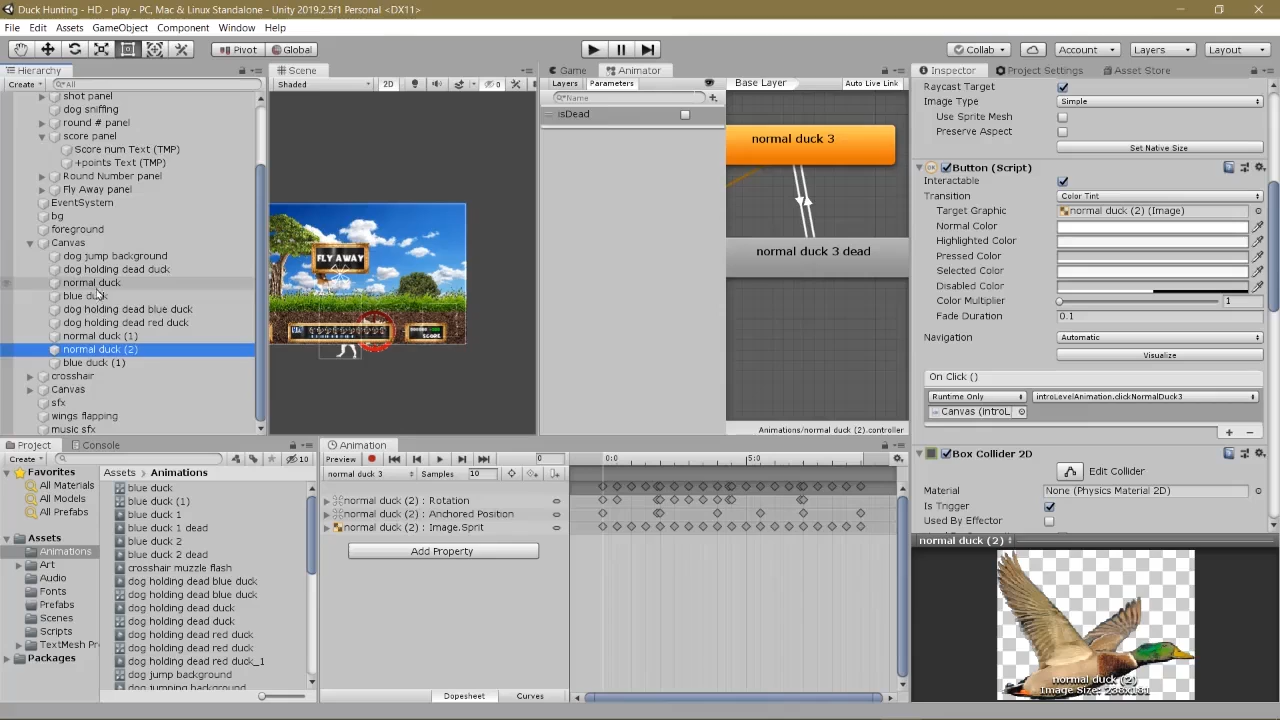 Duck Hunting - HD - play - PC, Mac & Linux Standalone - Unity 2019.2.5f1 Personal <DX11>
File Edit Assets GameObject Component Window Help
Pivot Global Collab Account Layers Layout
Hierarchy
Create All
shot panel
dog sniffing
round # panel
score panel
Score num Text (TMP)
+points Text (TMP)
Round Number panel
Fly Away panel
EventSystem
bg
foreground
Canvas
dog jump background
dog holding dead duck
normal duck
blue duck
dog holding dead blue duck
dog holding dead red duck
normal duck (1)
normal duck (2)
blue duck (1)
crosshair
Canvas
sfx
wings flapping
music sfx
Scene
Shaded 2D 0
FLY AWAY
SCORE
Game Animator
Layers Parameters Base Layer Auto Live Link
Name
isDead
normal duck 3
normal duck 3 dead
Animations/normal duck (2).controller
Inspector Project Settings Asset Store
Raycast Target
Image Type Simple
Use Sprite Mesh
Preserve Aspect
Set Native Size
Button (Script)
Interactable
Transition Color Tint
Target Graphic normal duck (2) (Image)
Normal Color
Highlighted Color
Pressed Color
Selected Color
Disabled Color
Color Multiplier 1
Fade Duration 0.1
Navigation Automatic
Visualize
On Click ()
Runtime Only introLevelAnimation.clickNormalDuck3
Canvas (introL
Box Collider 2D
Edit Collider
Material None (Physics Material 2D)
Is Trigger
Used By Effector
normal duck (2)
normal duck (2)
Image Size: 238x181
Project Console
Create 10
Favorites
All Materials
All Models
All Prefabs
Assets
Animations
Art
Audio
Fonts
Prefabs
Scenes
Scripts
TextMesh Pr
Packages
Assets Animations
blue duck
blue duck (1)
blue duck 1
blue duck 1 dead
blue duck 2
blue duck 2 dead
crosshair muzzle flash
dog holding dead blue duck
dog holding dead blue duck
dog holding dead duck
dog holding dead duck
dog holding dead red duck
dog holding dead red duck
dog holding dead red duck_1
dog jump background
dog jumping background
Animation
Preview 0
normal duck 3 Samples 10
0:0 5:0
normal duck (2) : Rotation
normal duck (2) : Anchored Position
normal duck (2) : Image.Sprit
Add Property
Dopesheet Curves